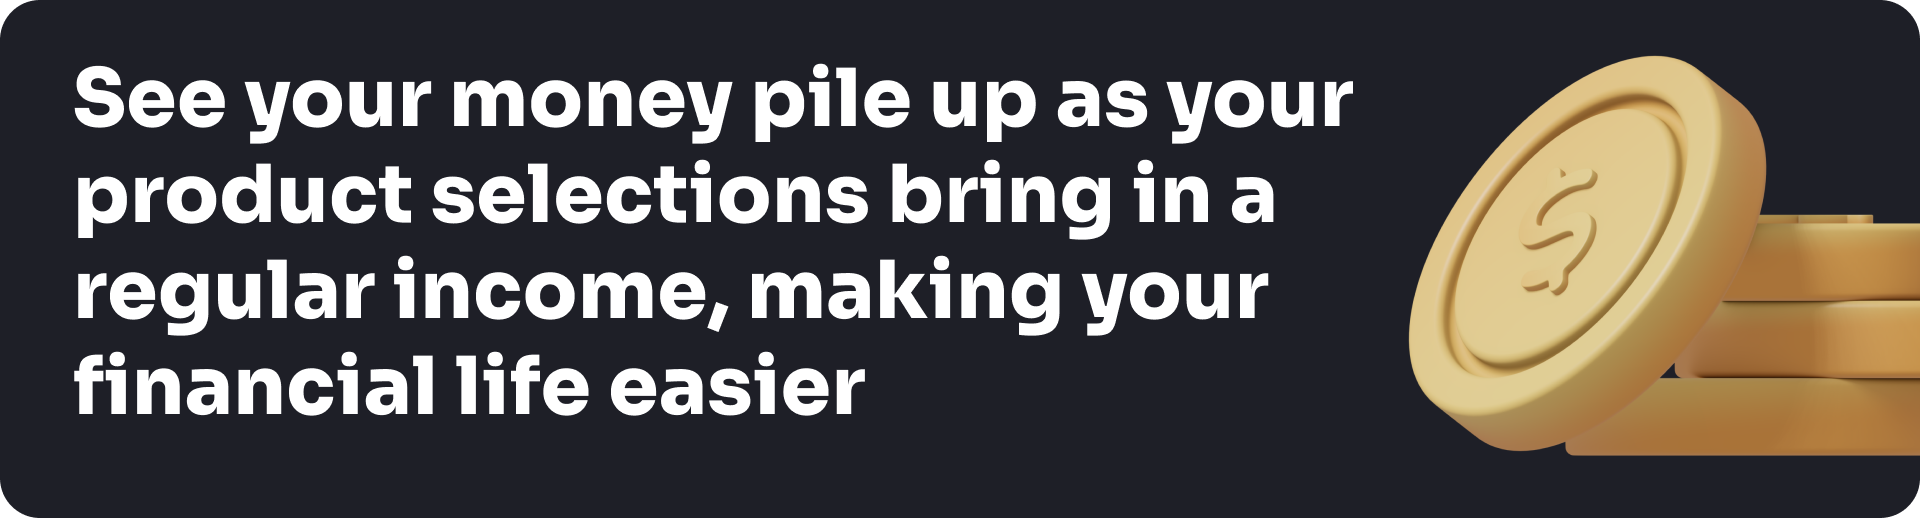 See your money pile up as your
product selections bring in a
regular income, making your
financial life easier
$